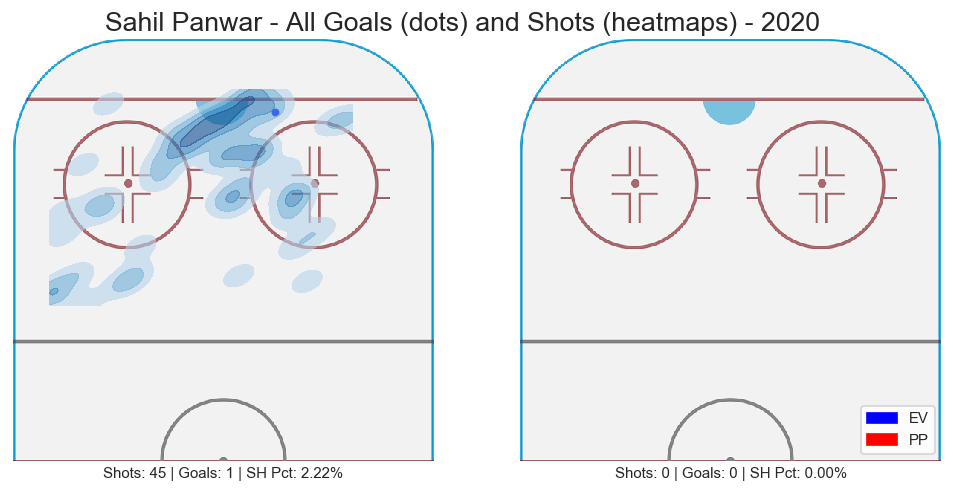 Sahil Panwar - All Goals (dots) and Shots (heatmaps) - 2020
EV
PP
Shots: 45 | Goals: 1 | SH Pct: 2.22%
Shots: 0 | Goals: 0 | SH Pct: 0.00%